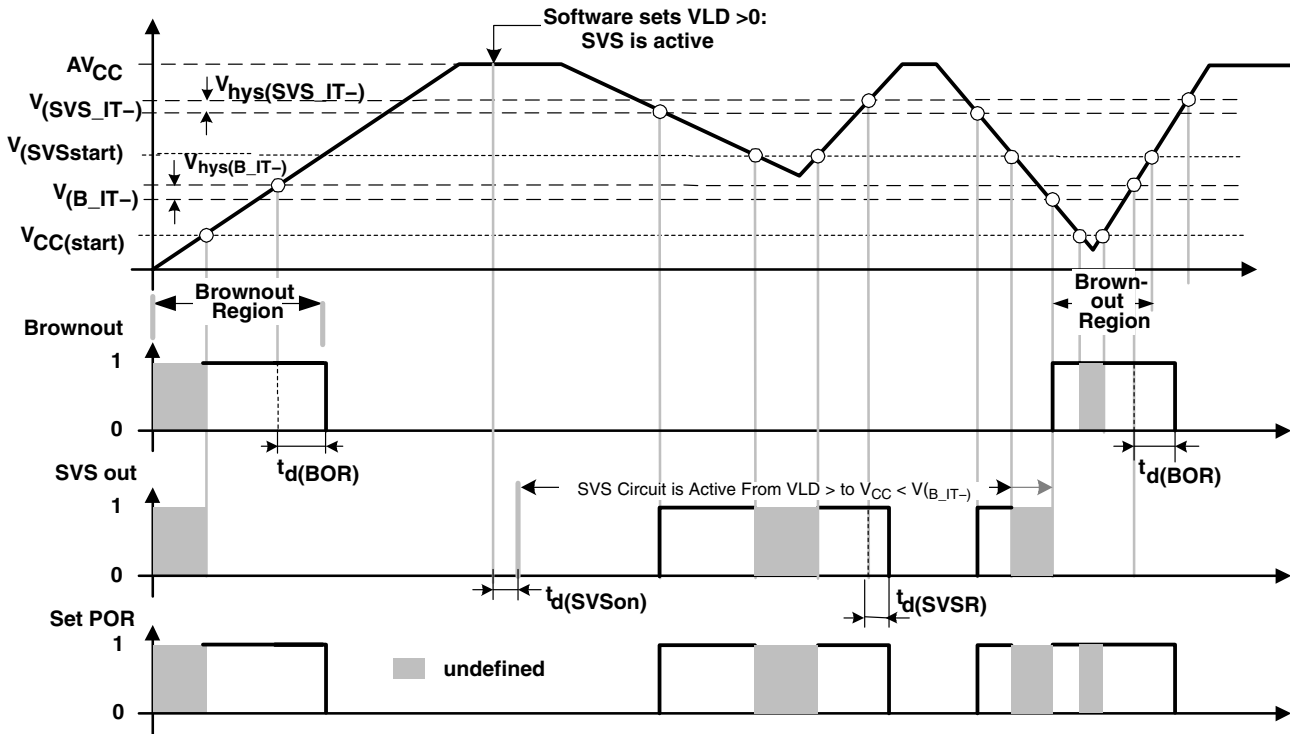 Software sets VLD >0:
SVS is active
AVCC
Vhys(SVS_IT−)
V(SVS_IT−)
V(SVSstart)
Vhys(B_IT−)
V(B_IT−)
VCC(start)
Brownout
Region
Brown-
out
Region
Brownout
1
0
td(BOR)
td(BOR)
SVS out
SVS Circuit is Active From VLD > to VCC < V(B_IT−)
1
0
td(SVSon)
td(SVSR)
Set POR
1
undefined
0